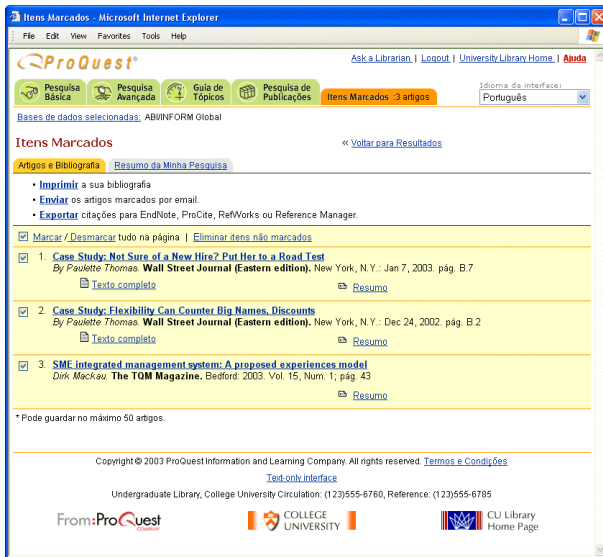 Itens Marcados - Microsoft Internet Explorer
File Edit View Favorites Tools Help
ProQuest®
Ask a Librarian | Logout | University Library Home | Ajuda
Pesquisa Básica
Pesquisa Avançada
Guia de Tópicos
Pesquisa de Publicações
Itens Marcados :3 artigos
Idioma da interface:
Português
Bases de dados selecionadas: ABI/INFORM Global
Itens Marcados
« Voltar para Resultados
Artigos e Bibliografia Resumo da Minha Pesquisa
• Imprimir a sua bibliografia
• Enviar os artigos marcados por email.
• Exportar citações para EndNote, ProCite, RefWorks ou Reference Manager.
Marcar / Desmarcar tudo na página | Eliminar itens não marcados
1. Case Study: Not Sure of a New Hire? Put Her to a Road Test
By Paulette Thomas. Wall Street Journal (Eastern edition). New York, N.Y.: Jan 7, 2003. pág. B.7
Texto completo Resumo
2. Case Study: Flexibility Can Counter Big Names, Discounts
By Paulette Thomas. Wall Street Journal (Eastern edition). New York, N.Y.: Dec 24, 2002. pág. B.2
Texto completo Resumo
3. SME integrated management system: A proposed experiences model
Dirk Mackau. The TQM Magazine. Bedford: 2003. Vol. 15, Num. 1; pág. 43
Resumo
* Pode guardar no máximo 50 artigos.
Copyright © 2003 ProQuest Information and Learning Company. All rights reserved. Termos e Condições
Text-only interface
Undergraduate Library, College University Circulation: (123)555-6760, Reference: (123)555-6785
From:ProQuest COMPANY
COLLEGE UNIVERSITY
CU Library Home Page